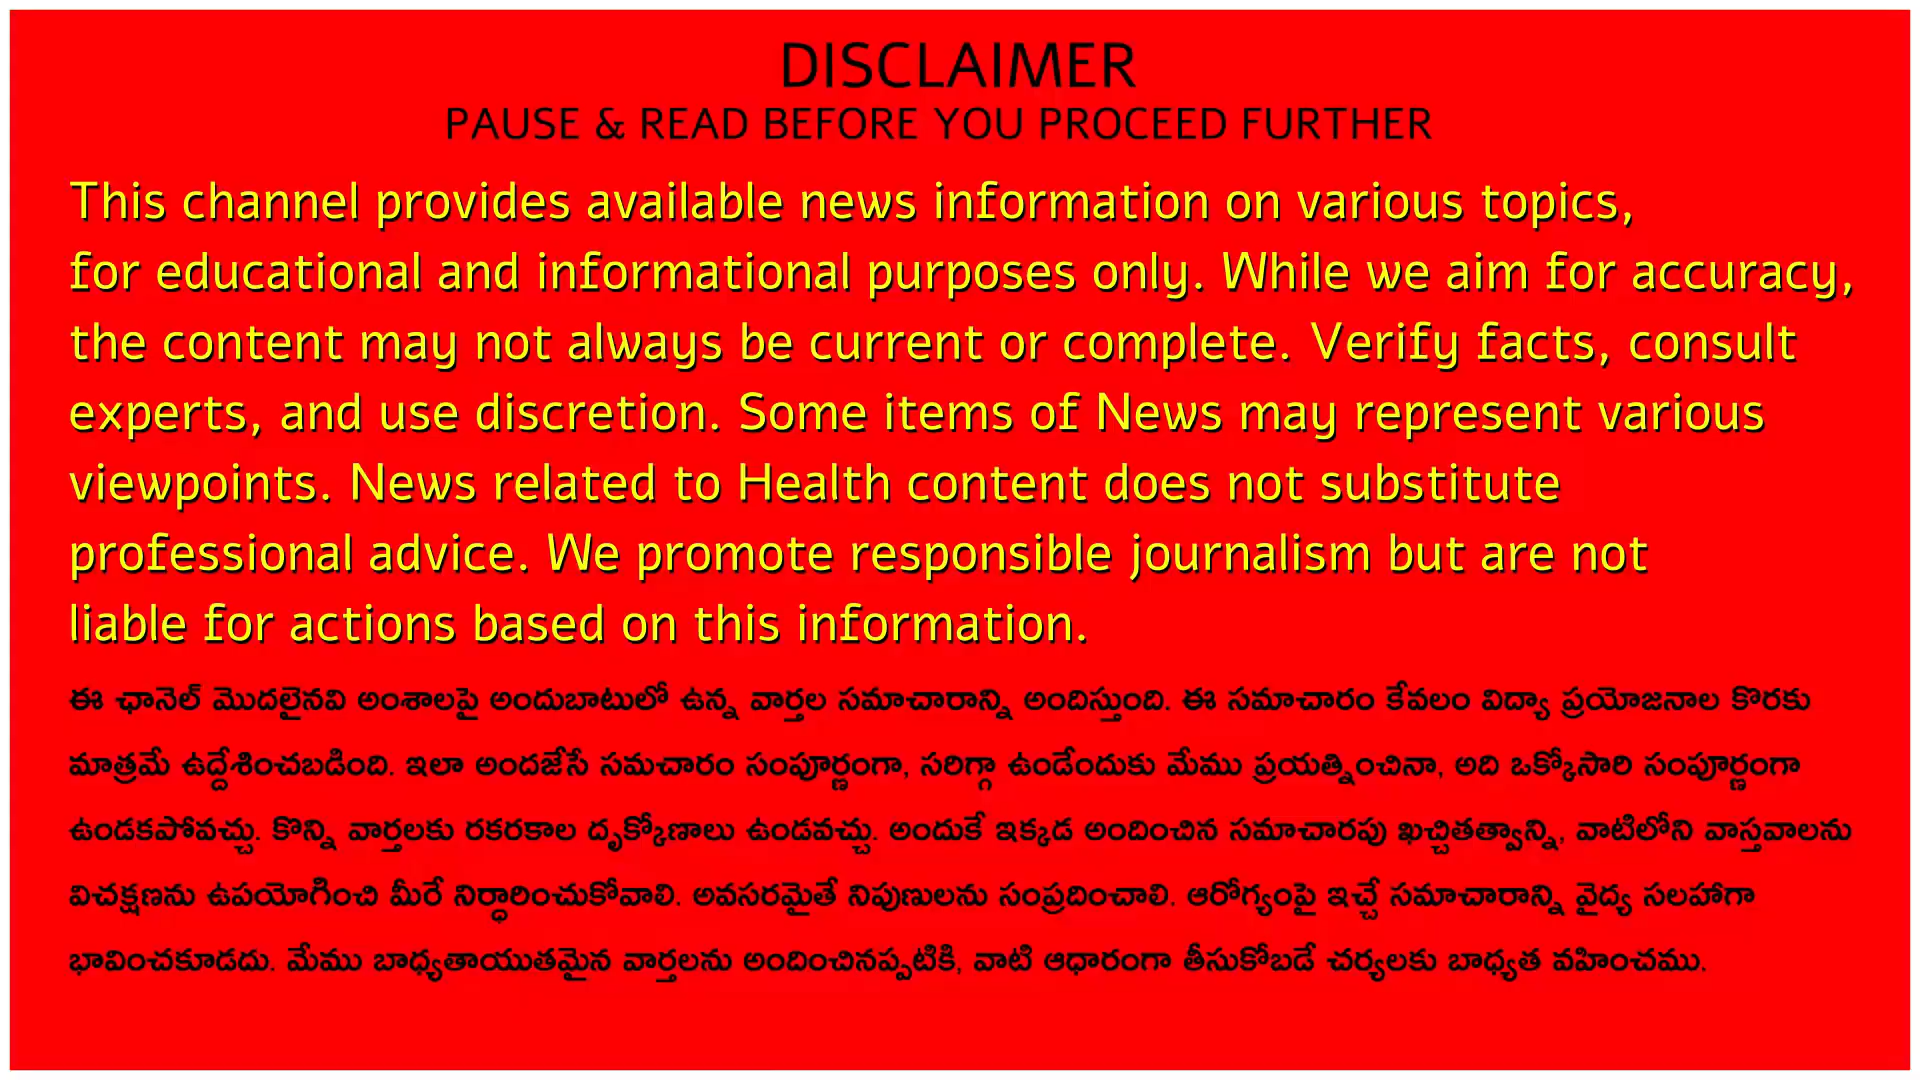 DISCLAIMER
PAUSE & READ BEFORE YOU PROCEED FURTHER
This channel provides available news information on various topics,
for educational and informational purposes only. While we aim for accuracy,
the content may not always be current or complete. Verify facts, consult
experts, and use discretion. Some items of News may represent various
viewpoints. News related to Health content does not substitute
professional advice. We promote responsible journalism but are not
liable for actions based on this information.
ఈ ఛానెల్ మొదలైనవి అంశాలపై అందుబాటులో ఉన్న వార్తల సమాచారాన్ని అందిస్తుంది. ఈ సమాచారం కేవలం విద్యా ప్రయోజనాల కొరకు
మాత్రమే ఉద్దేశించబడింది. ఇలా అందజేసే సమచారం సంపూర్ణంగా, సరిగ్గా ఉండేందుకు మేము ప్రయత్నించినా, అది ఒక్కోసారి సంపూర్ణంగా
ఉండకపోవచ్చు. కొన్ని వార్తలకు రకరకాల దృక్కోణాలు ఉండవచ్చు. అందుకే ఇక్కడ అందించిన సమాచారపు ఖచ్చితత్వాన్ని, వాటిలోని వాస్తవాలను
విచక్షణను ఉపయోగించి మీరే నిర్ధారించుకోవాలి. అవసరమైతే నిపుణులను సంప్రదించాలి. ఆరోగ్యంపై ఇచ్చే సమాచారాన్ని వైద్య సలహాగా
భావించకూడదు. మేము బాధ్యతాయుతమైన వార్తలను అందించినప్పటికి, వాటి ఆధారంగా తీసుకోబడే చర్యలకు బాధ్యత వహించము.